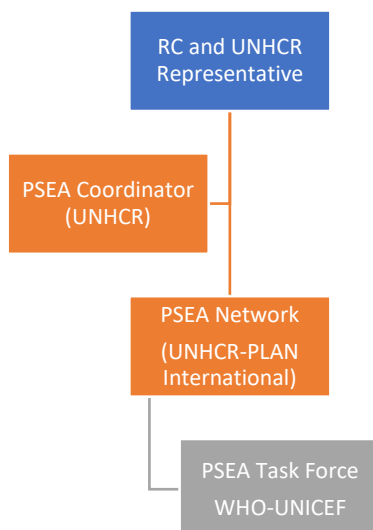 RC and UNHCR
Representative
PSEA Coordinator
(UNHCR)
PSEA Network
(UNHCR-PLAN
International)
PSEA Task Force
WHO-UNICEF